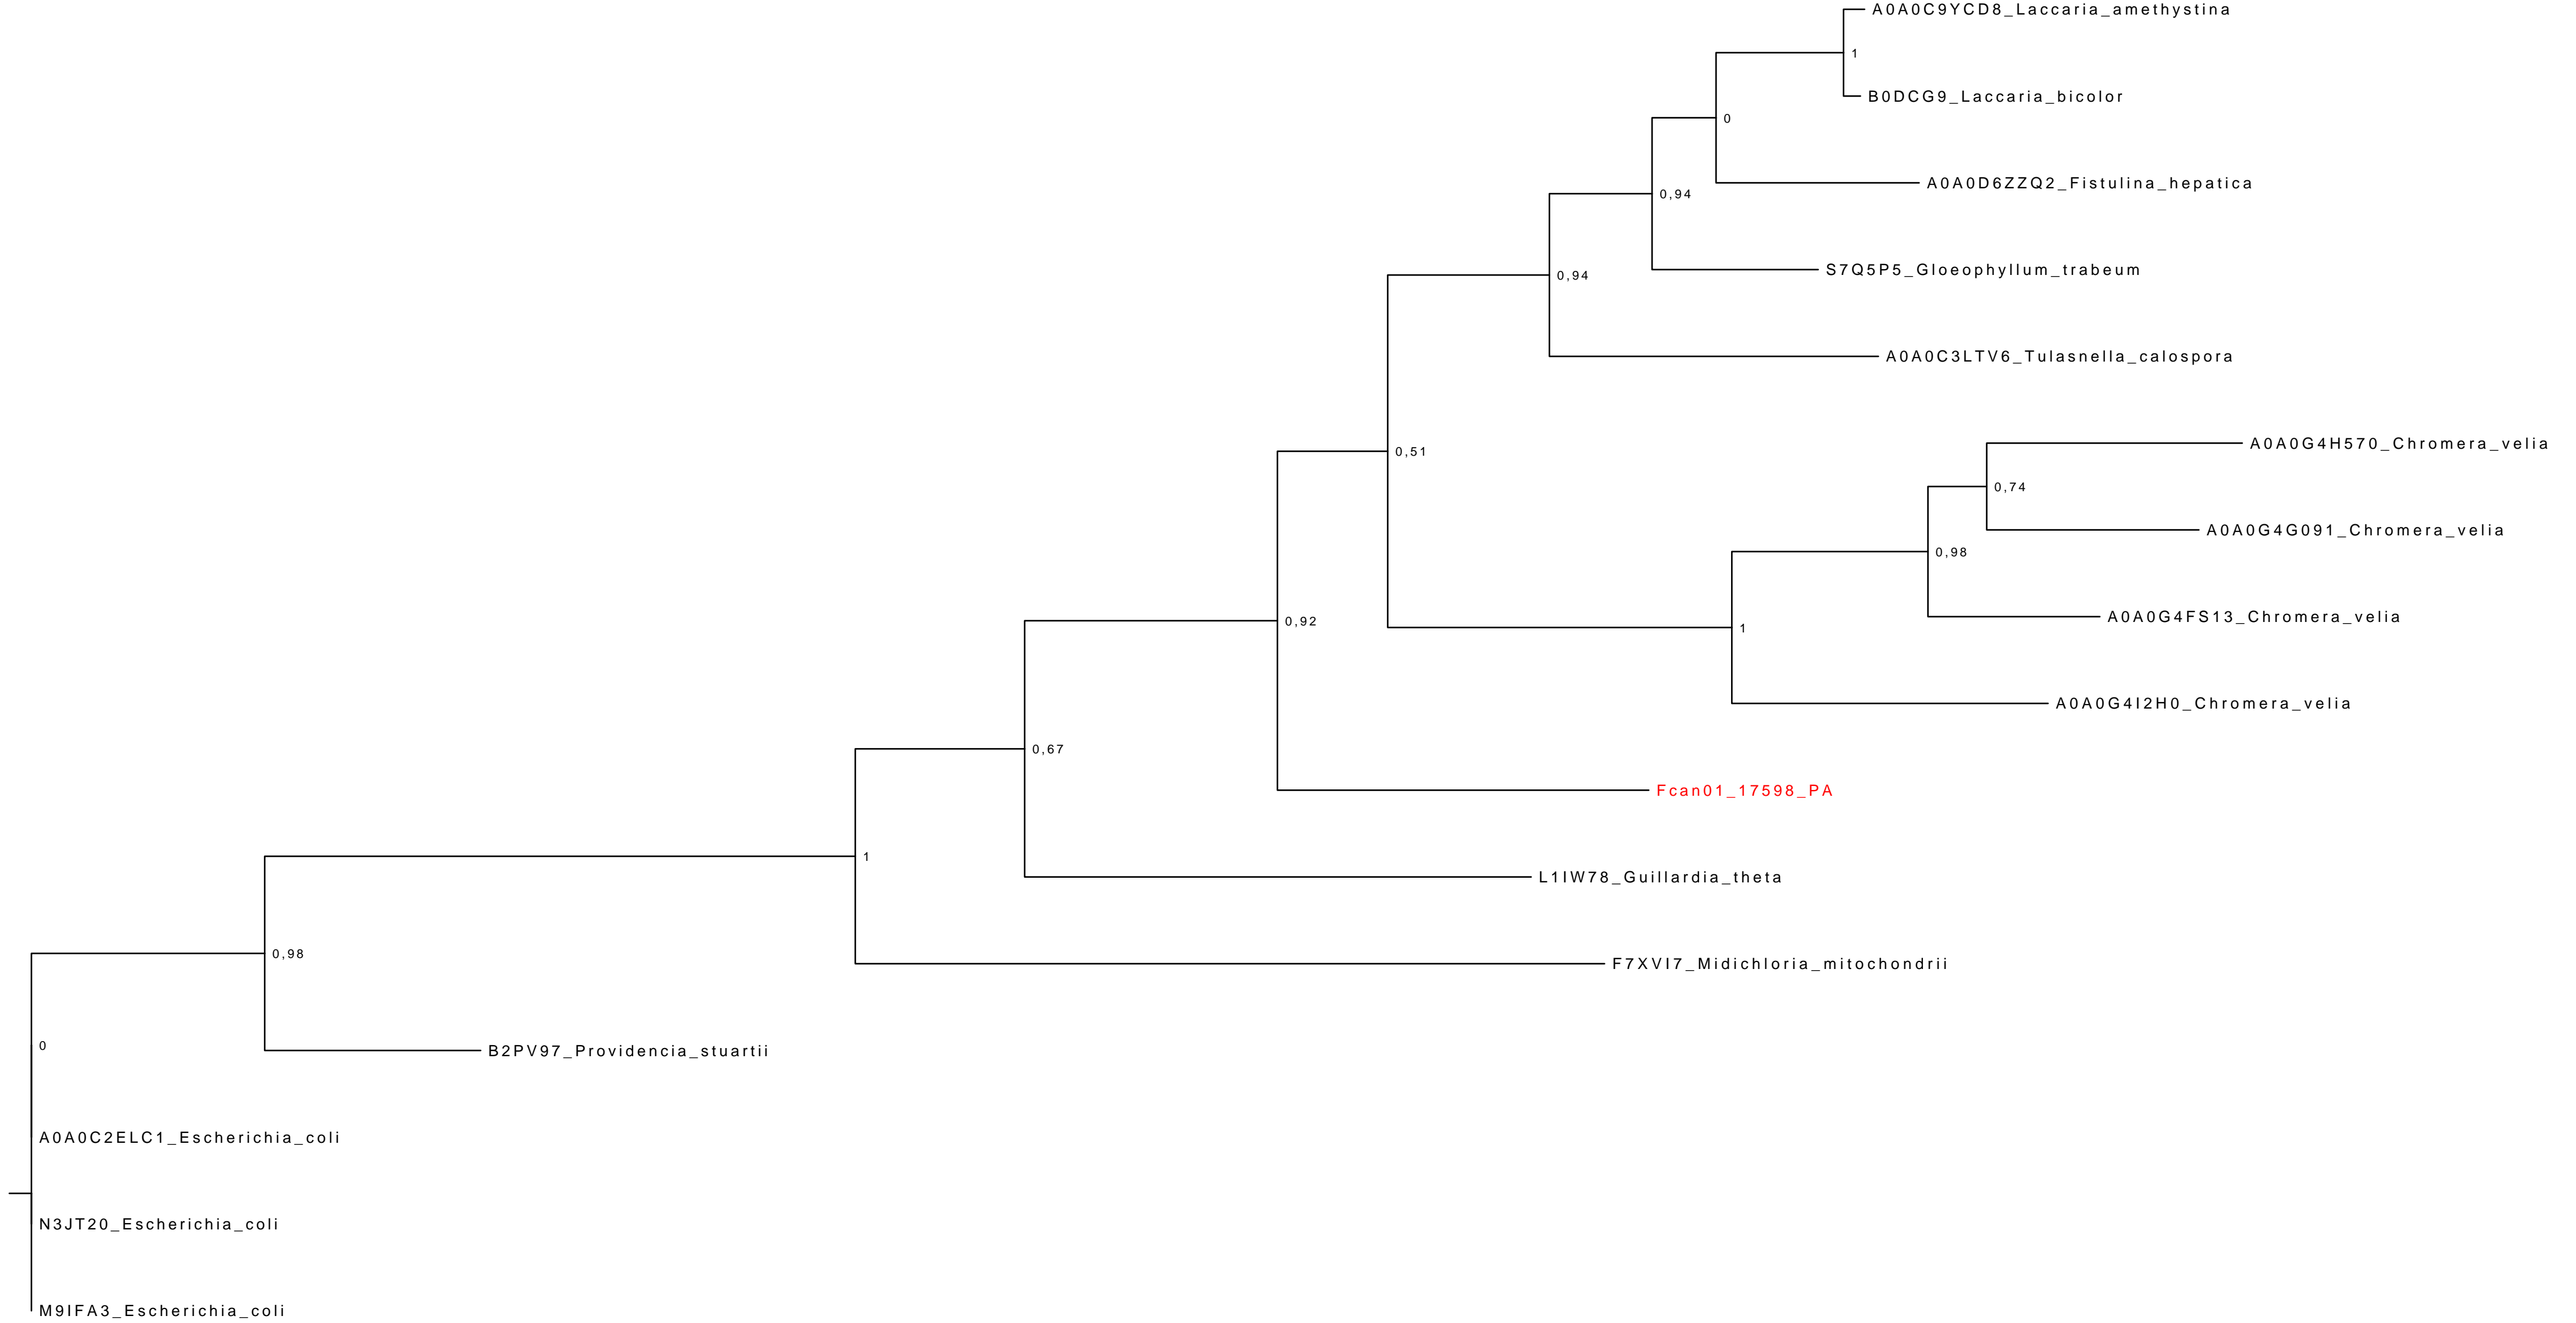 A0A0C9YCD8_Laccaria_amethystina
1
B0DCG9_Laccaria_bicolor
0
A0A0D6ZZQ2_Fistulina_hepatica
0,94
S7Q5P5_Gloeophyllum_trabeum
0,94
A0A0C3LTV6_Tulasnella_calospora
A0A0G4H570_Chromera_velia
0,51
0,74
A0A0G4G091_Chromera_velia
0,98
A0A0G4FS13_Chromera_velia
0,92
1
A0A0G4I2H0_Chromera_velia
0,67
Fcan01_17598_PA
1
L1IW78_Guillardia_theta
0,98
F7XVI7_Midichloria_mitochondrii
0
B2PV97_Providencia_stuartii
A0A0C2ELC1_Escherichia_coli
N3JT20_Escherichia_coli
M9IFA3_Escherichia_coli